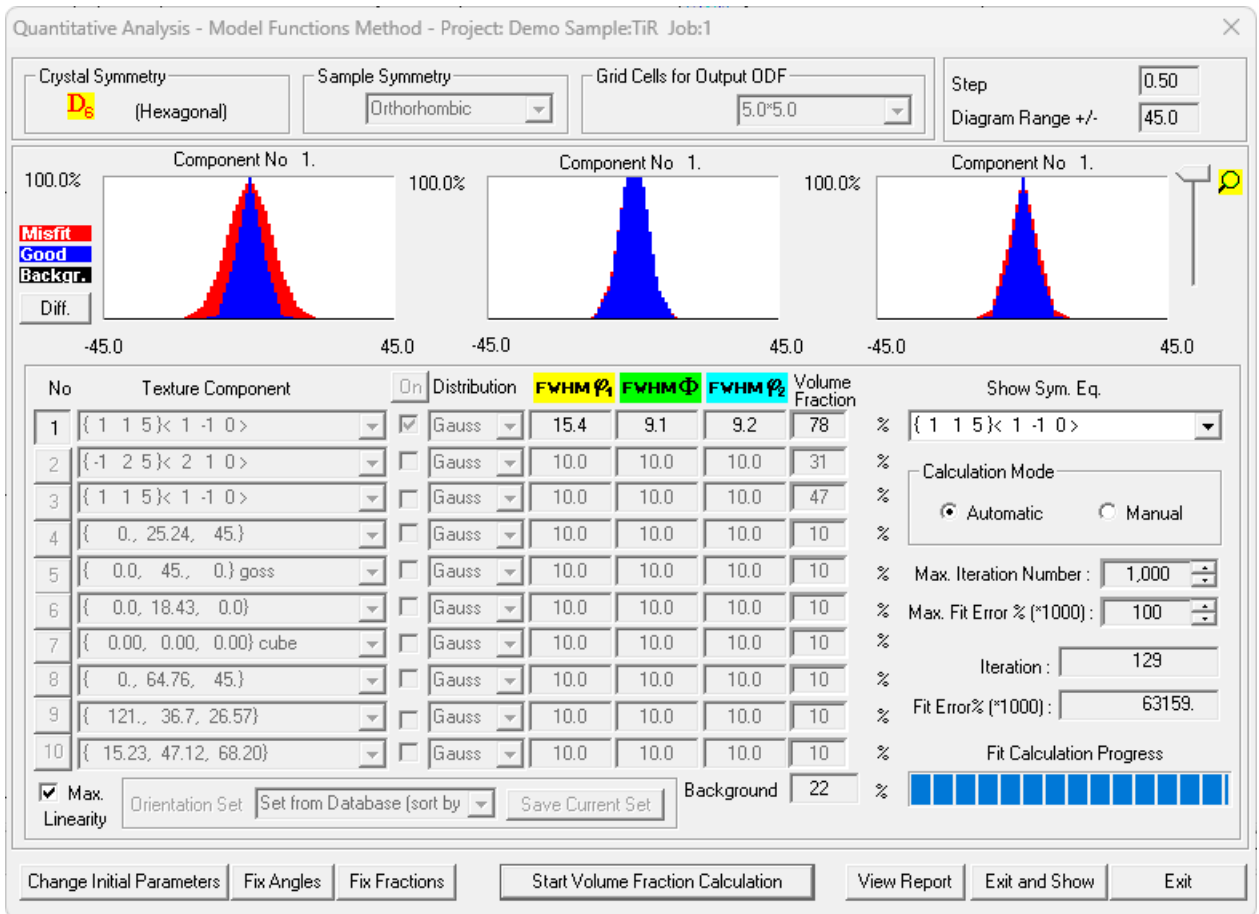 Quantitative Analysis - Model Functions Method - Project: Demo Sample:TiR Job:1
Crystal Symmetry
D6 (Hexagonal)
Sample Symmetry
Orthorhombic
Grid Cells for Output ODF
5.0*5.0
Step 0.50
Diagram Range +/- 45.0
Component No 1. Component No 1. Component No 1.
100.0% 100.0% 100.0%
Misfit
Good
Backgr.
Diff.
-45.0 45.0 -45.0 45.0 -45.0 45.0
No Texture Component On Distribution FWHM φ1 FWHM Φ FWHM φ2 Volume Fraction
1 { 1 1 5}< 1 -1 0> Gauss 15.4 9.1 9.2 78 %
2 {-1 2 5}< 2 1 0> Gauss 10.0 10.0 10.0 31 %
3 { 1 1 5}< 1 -1 0> Gauss 10.0 10.0 10.0 47 %
4 { 0., 25.24, 45.} Gauss 10.0 10.0 10.0 10 %
5 { 0.0, 45., 0.} goss Gauss 10.0 10.0 10.0 10 %
6 { 0.0, 18.43, 0.0} Gauss 10.0 10.0 10.0 10 %
7 { 0.00, 0.00, 0.00} cube Gauss 10.0 10.0 10.0 10 %
8 { 0., 64.76, 45.} Gauss 10.0 10.0 10.0 10 %
9 { 121., 36.7, 26.57} Gauss 10.0 10.0 10.0 10 %
10 { 15.23, 47.12, 68.20} Gauss 10.0 10.0 10.0 10 %
Max. Linearity
Orientation Set Set from Database (sort by Save Current Set
Background 22 %
Show Sym. Eq.
{ 1 1 5}< 1 -1 0>
Calculation Mode
Automatic Manual
Max. Iteration Number : 1,000
Max. Fit Error % (*1000) : 100
Iteration : 129
Fit Error% (*1000) : 63159.
Fit Calculation Progress
Change Initial Parameters Fix Angles Fix Fractions Start Volume Fraction Calculation View Report Exit and Show Exit